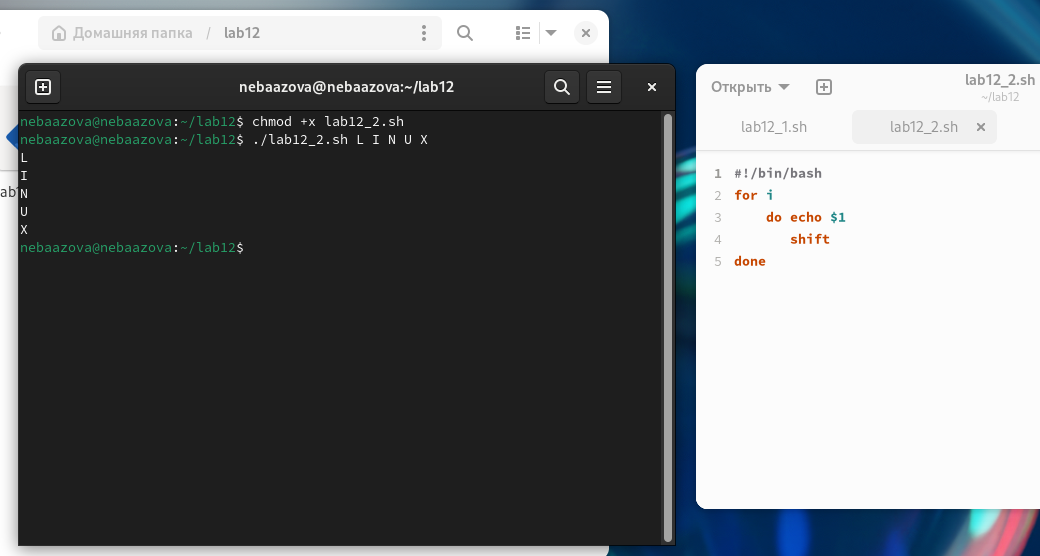 Домашняя папка / lab12
nebaazova@nebaazova:~/lab12
nebaazova@nebaazova:~/lab12$ chmod +x lab12_2.sh
nebaazova@nebaazova:~/lab12$ ./lab12_2.sh L I N U X
L
I
N
U
X
nebaazova@nebaazova:~/lab12$
lab
Открыть
lab12_2.sh
~/lab12
lab12_1.sh
lab12_2.sh
1 #!/bin/bash
2 for i
3 do echo $1
4 shift
5 done